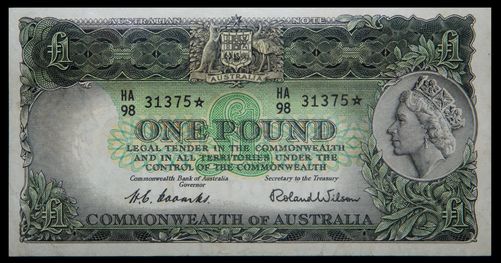 AUSTRALIAN NOTE
£1 £1
AUSTRALIA
HA 98 31375★ HA 98 31375★
ONE POUND
LEGAL TENDER IN THE COMMONWEALTH
AND IN ALL TERRITORIES UNDER THE
CONTROL OF THE COMMONWEALTH
Commonwealth Bank of Australia Secretary to the Treasury
Governor
H.C. Coombs Roland Wilson
£1 £1
COMMONWEALTH OF AUSTRALIA